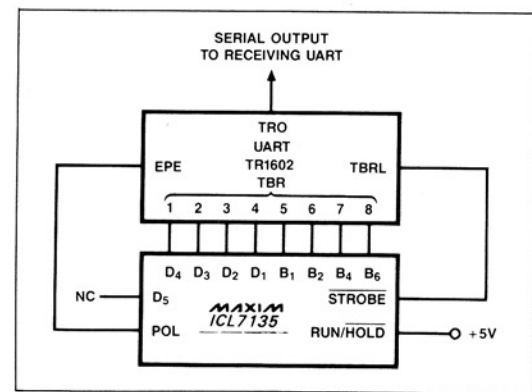 SERIAL OUTPUT
TO RECEIVING UART
TRO
UART
EPE TR1602 TBRL
TBR
1 2 3 4 5 6 7 8
D4 D3 D2 D1 B1 B2 B4 B6
NC D5 MAXIM STROBE
ICL7135
POL RUN/HOLD +5V